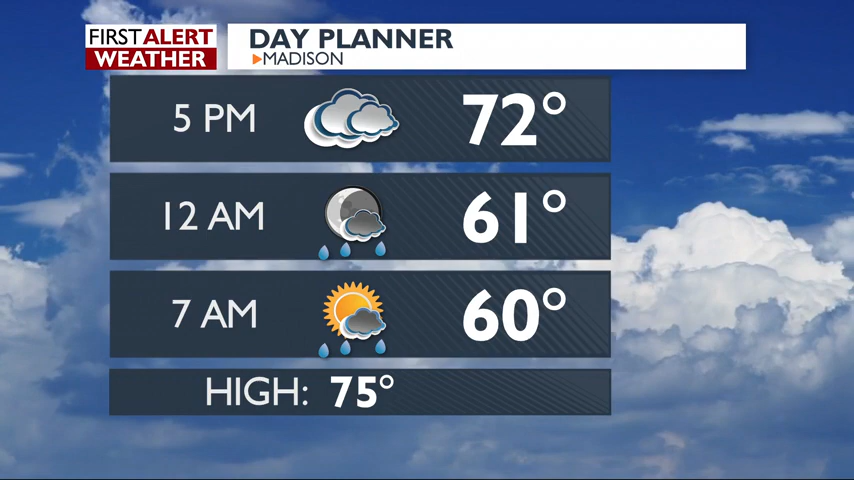 FIRST ALERT
WEATHER
DAY PLANNER
MADISON
5 PM 72°
12 AM 61°
7 AM 60°
HIGH: 75°